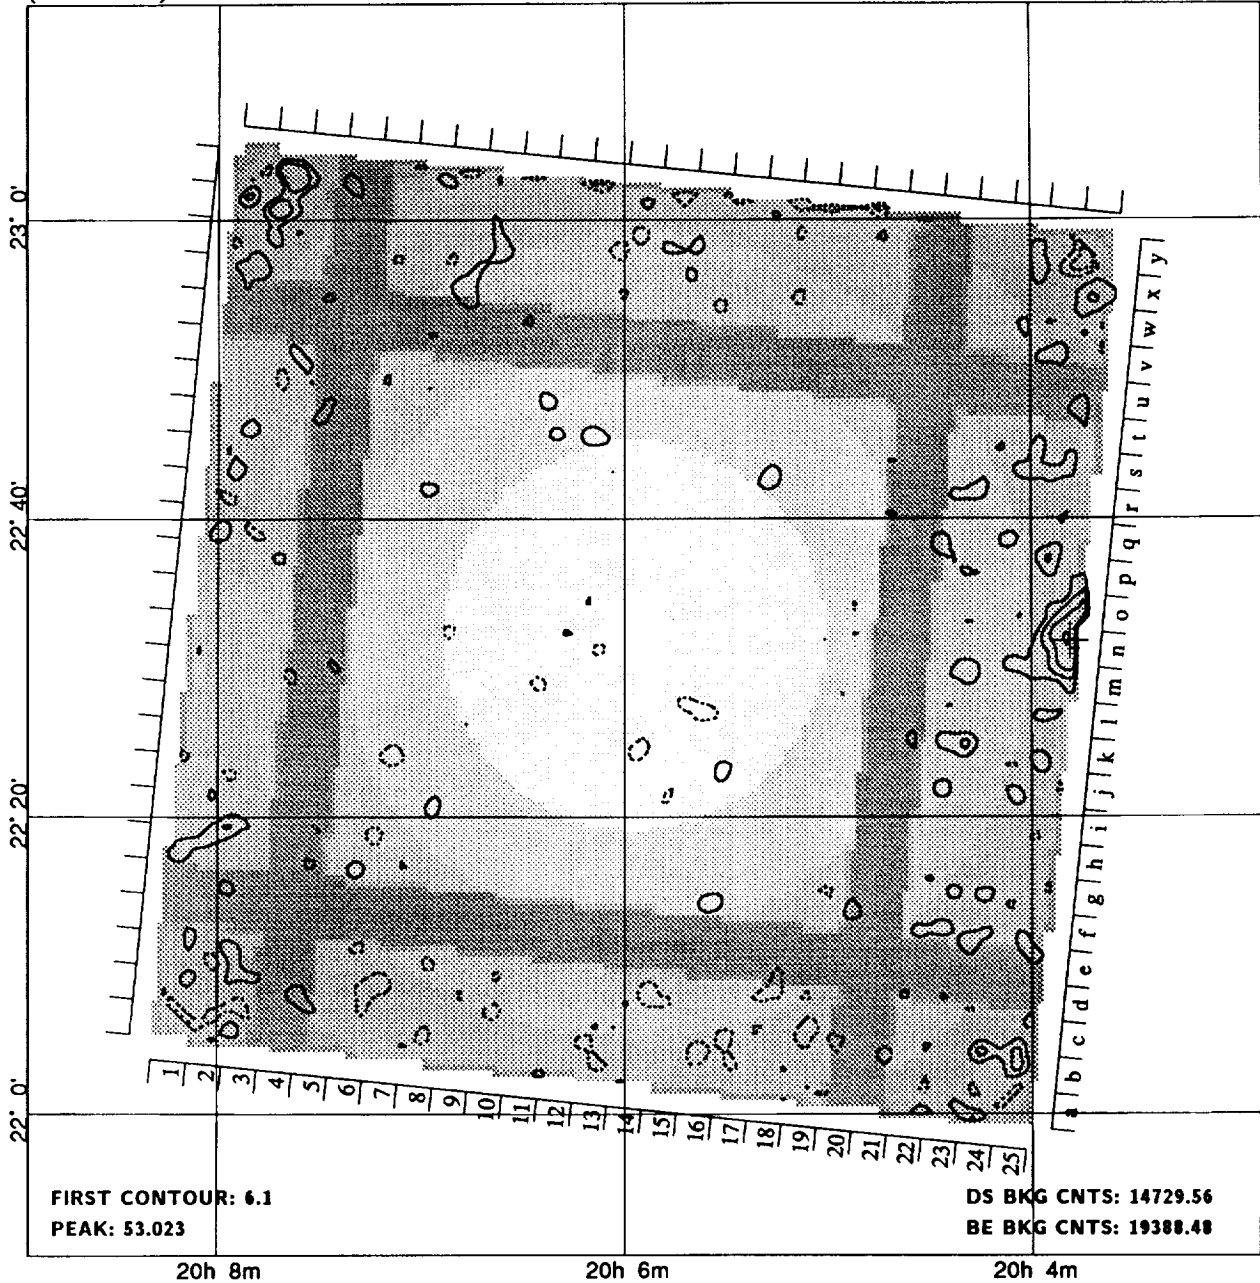 23° 0'
22° 40'
22° 20'
22° 0'
y
x
w
v
u
t
s
r
q
p
o
n
m
l
k
j
i
h
g
f
e
d
c
b
a
1 2 3 4 5 6 7 8 9 10 11 12 13 14 15 16 17 18 19 20 21 22 23 24 25
FIRST CONTOUR: 6.1
PEAK: 53.023
DS BKG CNTS: 14729.56
BE BKG CNTS: 19388.48
20h 8m
20h 6m
20h 4m